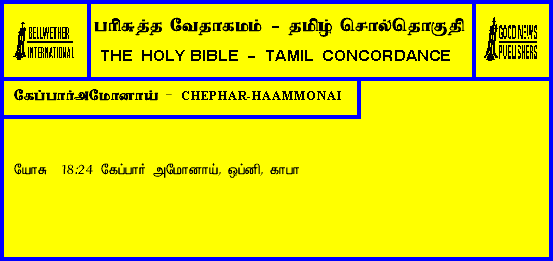 BELLWETHER
INTERNATIONAL
பரிசுத்த வேதாகமம் - தமிழ் சொல்தொகுதி
THE HOLY BIBLE - TAMIL CONCORDANCE
GOOD NEWS
PUBLISHERS
கேப்பார்அமோனாய் - CHEPHAR-HAAMMONAI
யோசு 18:24 கேப்பார் அமோனாய், ஒப்னி, காபா